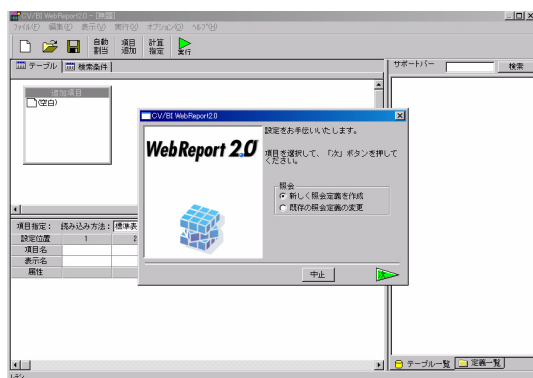 CV/BI WebReport2.0 - [無題]
ファイル(F) 編集(E) 表示(V) 実行(G) オプション(O) ヘルプ(H)
自動割当 項目追加 計算指定 実行
テーブル 検索条件
サポートバー 検索
追加項目
(空白)
CV/BI WebReport2.0
設定をお手伝いいたします。
項目を選択して、「次」ボタンを押してください。
WebReport 2.0
照会
新しく照会定義を作成
既存の照会定義の変更
中止 次
項目指定: 読み込み方法: 標準表
設定位置 1 2
項目名
表示名
属性
テーブル一覧 定義一覧
レディ